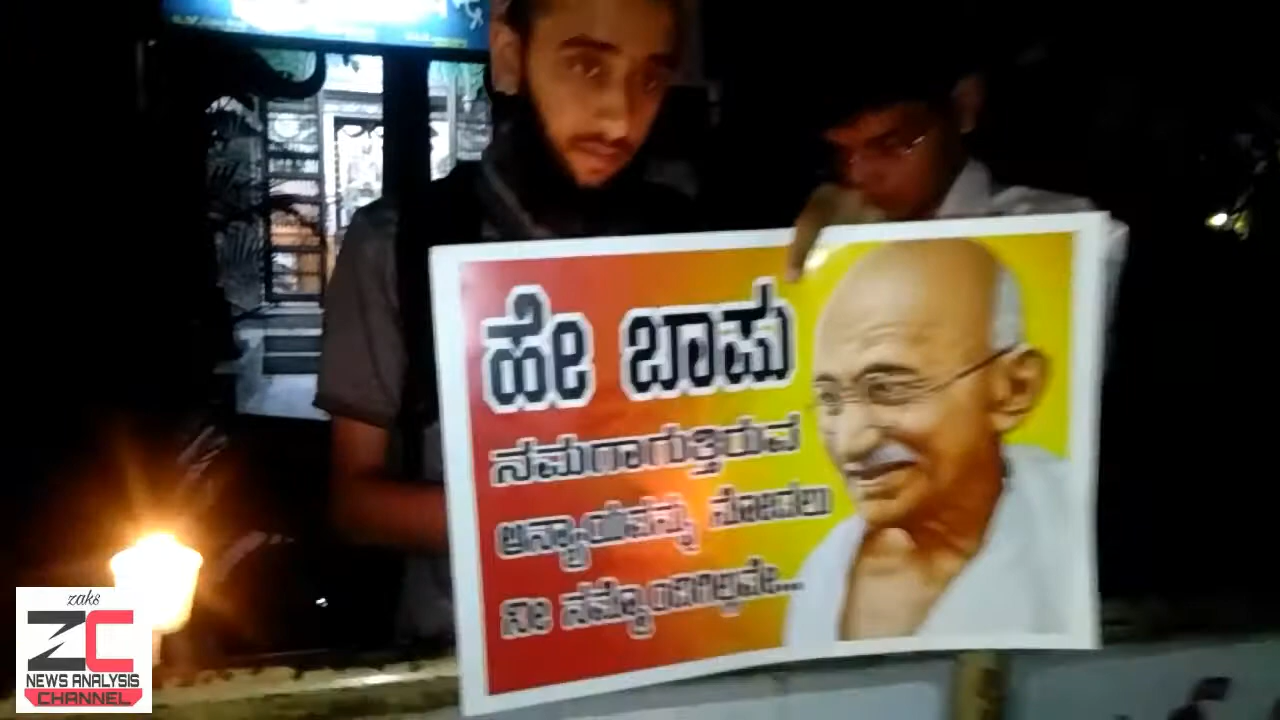 ಹೇ ಬಾಪು
ನಮಗಾಗುತ್ತಿರುವ
ಅನ್ಯಾಯವನ್ನು ನೋಡಲು
ನೀ ನಮ್ಮೊಂದಿಗಿಲ್ಲವೇ...
zaks
ZC
NEWS ANALYSIS
CHANNEL